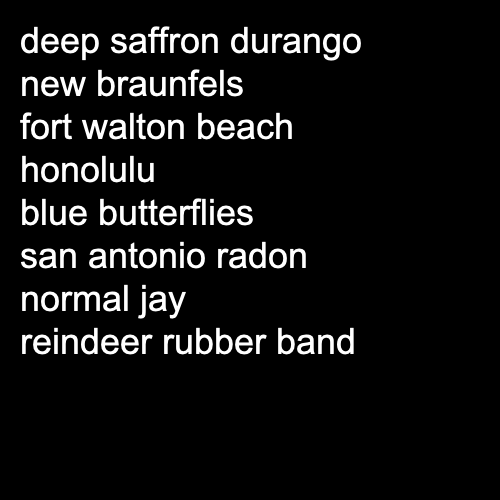 deep saffron durango
new braunfels
fort walton beach
honolulu
blue butterflies
san antonio radon
normal jay
reindeer rubber band